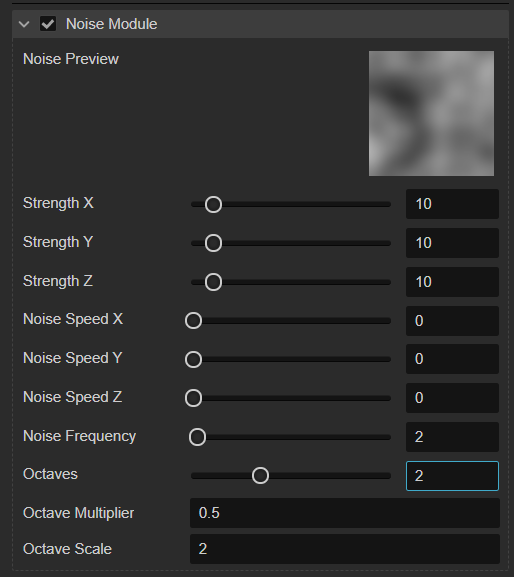 Noise Module
Noise Preview
Strength X 10
Strength Y 10
Strength Z 10
Noise Speed X 0
Noise Speed Y 0
Noise Speed Z 0
Noise Frequency 2
Octaves 2
Octave Multiplier 0.5
Octave Scale 2